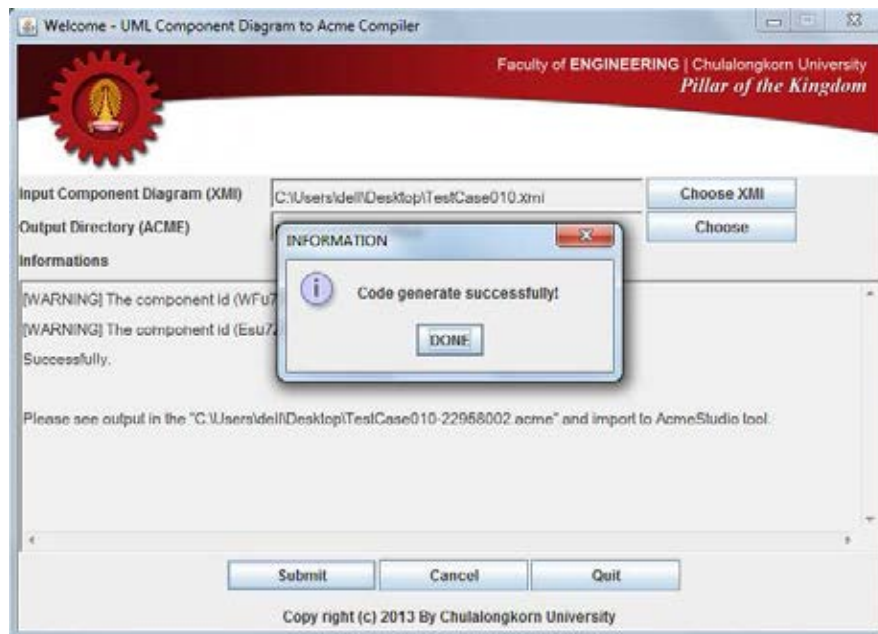 Welcome - UML Component Diagram to Acme Compiler
Faculty of ENGINEERING | Chulalongkorn University
Pillar of the Kingdom
Input Component Diagram (XMI)
C:\Users\dell\Desktop\TestCase010.xmi
Choose XMI
Output Directory (ACME)
Choose
Informations
INFORMATION
Code generate successfully!
DONE
[WARNING] The component id (WFu7
[WARNING] The component id (Esu7
Successfully.
Please see output in the "C:\Users\dell\Desktop\TestCase010-22958002.acme" and import to AcmeStudio tool.
Submit
Cancel
Quit
Copy right (c) 2013 By Chulalongkorn University